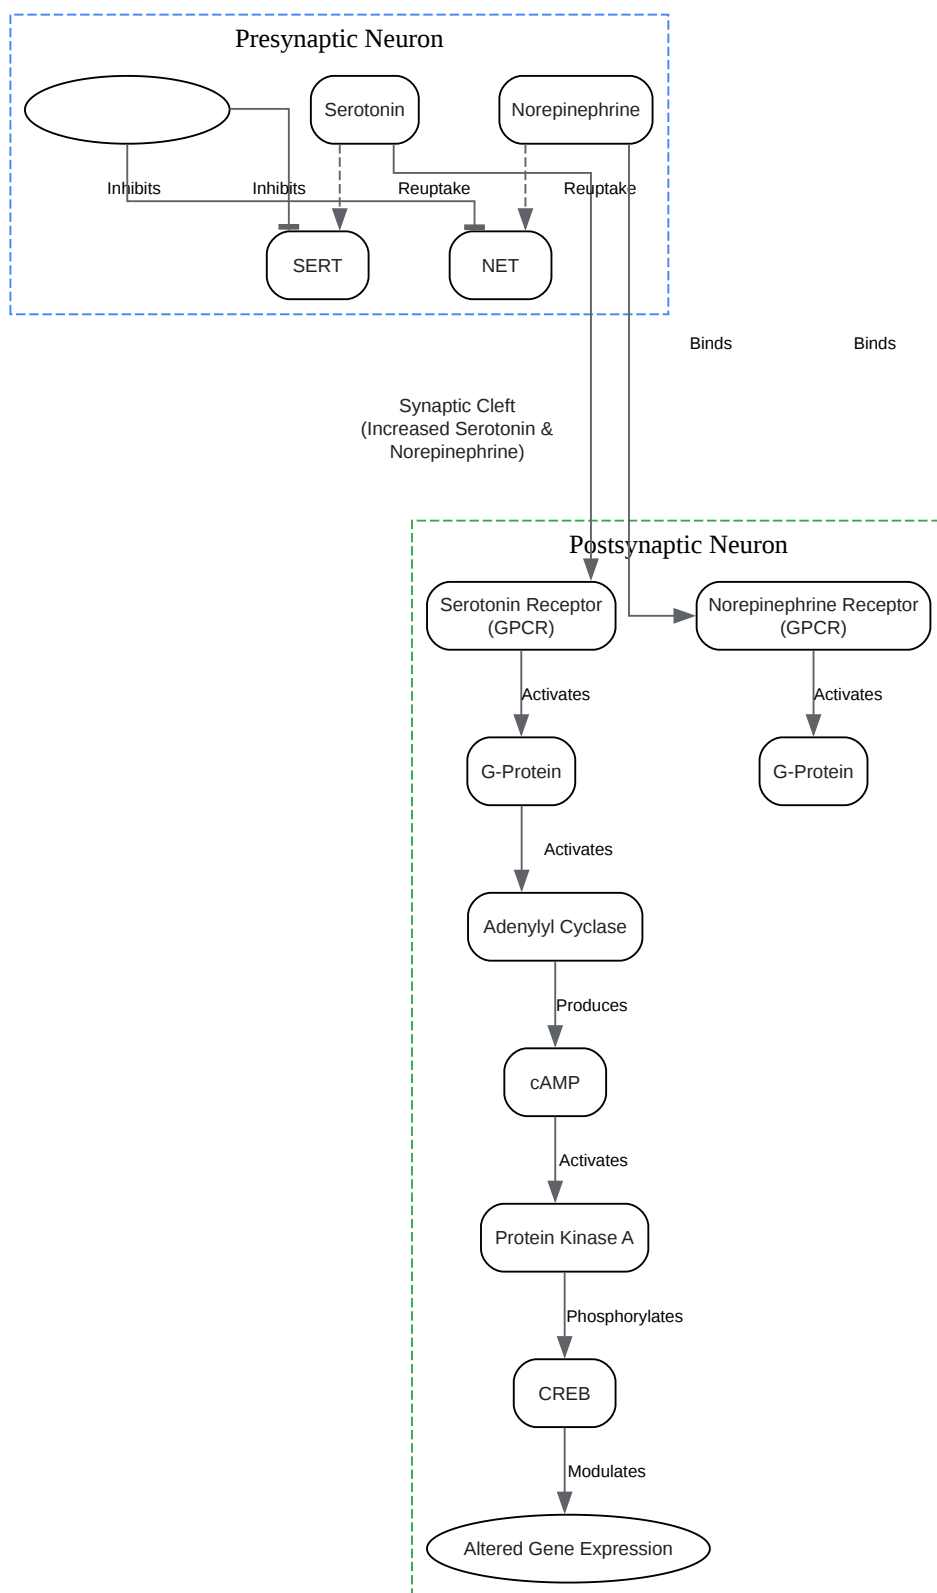 Presynaptic Neuron
Serotonin
Norepinephrine
Inhibits
Inhibits
Reuptake
Reuptake
SERT
NET
Binds
Binds
Synaptic Cleft
(Increased Serotonin &
Norepinephrine)
Postsynaptic Neuron
Serotonin Receptor
(GPCR)
Norepinephrine Receptor
(GPCR)
Activates
Activates
G-Protein
G-Protein
Activates
Adenylyl Cyclase
Produces
cAMP
Activates
Protein Kinase A
Phosphorylates
CREB
Modulates
Altered Gene Expression